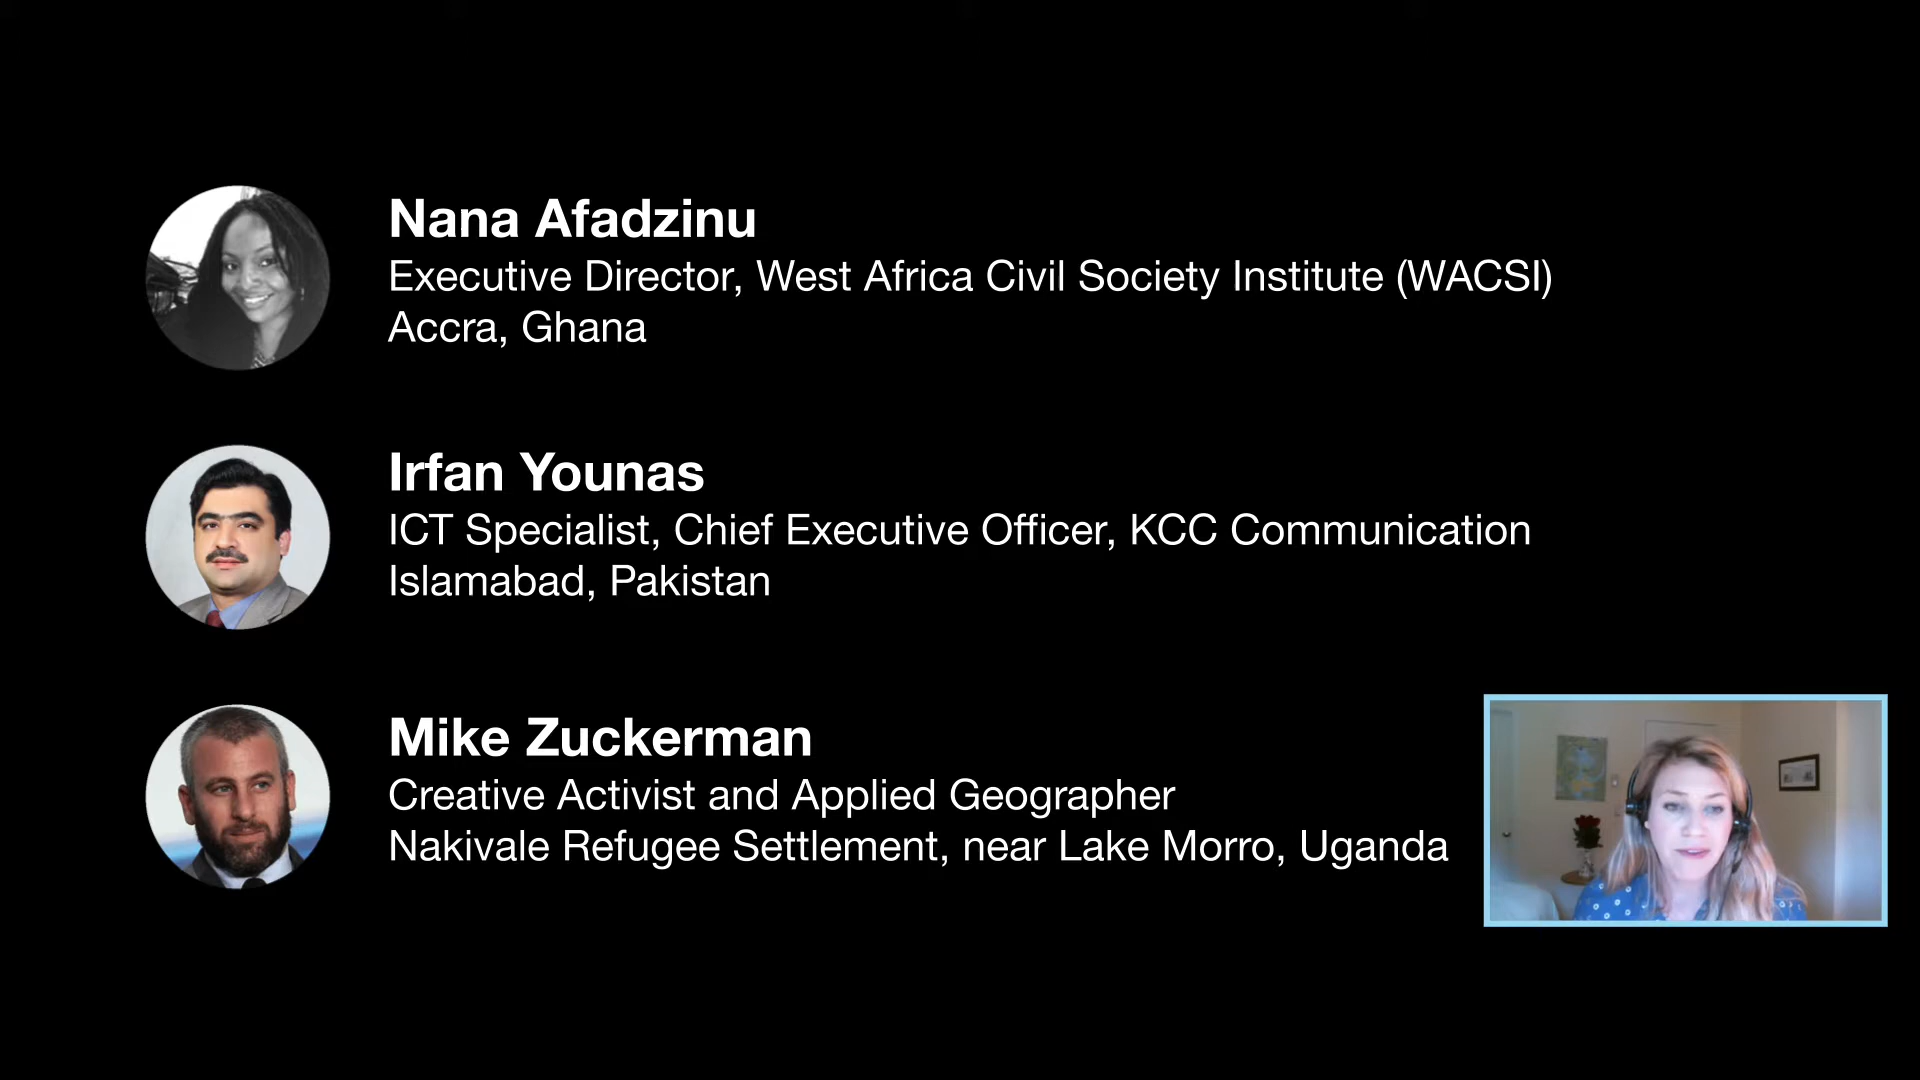 Nana Afadzinu
Executive Director, West Africa Civil Society Institute (WACSI)
Accra, Ghana
Irfan Younas
ICT Specialist, Chief Executive Officer, KCC Communication
Islamabad, Pakistan
Mike Zuckerman
Creative Activist and Applied Geographer
Nakivale Refugee Settlement, near Lake Morro, Uganda